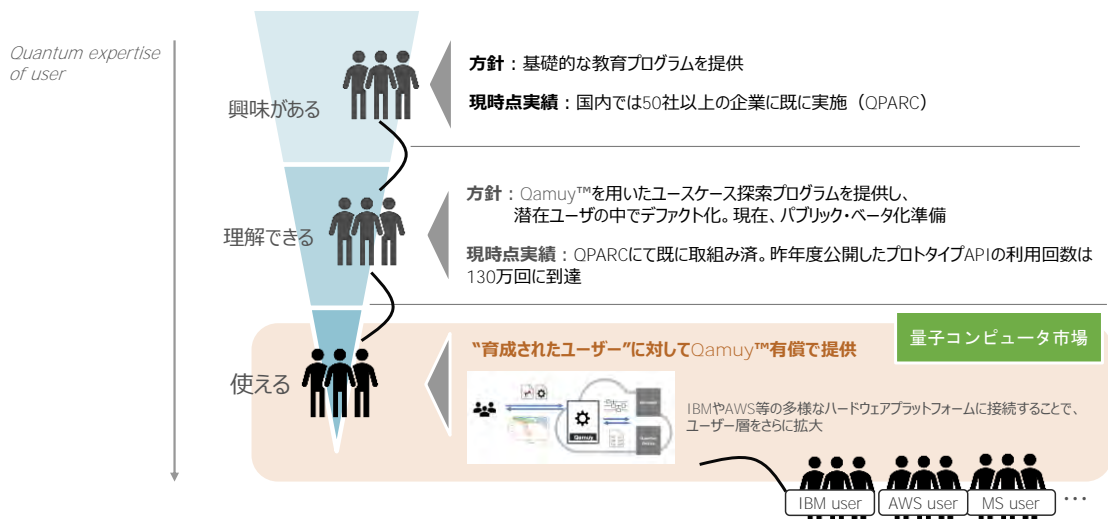 Quantum expertise
of user
興味がある
方針：基礎的な教育プログラムを提供
現時点実績：国内では50社以上の企業に既に実施（QPARC）
理解できる
方針：Qamuy™を用いたユースケース探索プログラムを提供し、
潜在ユーザの中でデファクト化。現在、パブリック・ベータ化準備
現時点実績：QPARCにて既に取組み済。昨年度公開したプロトタイプAPIの利用回数は
130万回に到達
量子コンピュータ市場
使える
“育成されたユーザー”に対してQamuy™有償で提供
Qamuy
IBMやAWS等の多様なハードウェアプラットフォームに接続することで、
ユーザー層をさらに拡大
IBM user
AWS user
MS user
…